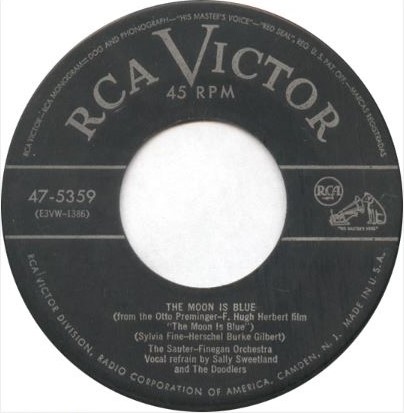 RCA VICTOR—RCA MONOGRAM—DOG AND PHONOGRAPH—"HIS MASTER'S VOICE"—"RED SEAL" REG. U.S. PAT. OFF.—MARCAS REGISTRADAS
RCA VICTOR
45 RPM
47-5359
(E3VW-1386)
RCA
"HIS MASTER'S VOICE"
THE MOON IS BLUE
(from the Otto Preminger-F. Hugh Herbert film
"The Moon Is Blue")
(Sylvia Fine-Herschel Burke Gilbert)
The Sauter-Finegan Orchestra
Vocal refrain by Sally Sweetland
and The Doodlers
RCA VICTOR DIVISION, RADIO CORPORATION OF AMERICA, CAMDEN, N. J. MADE IN U.S.A.